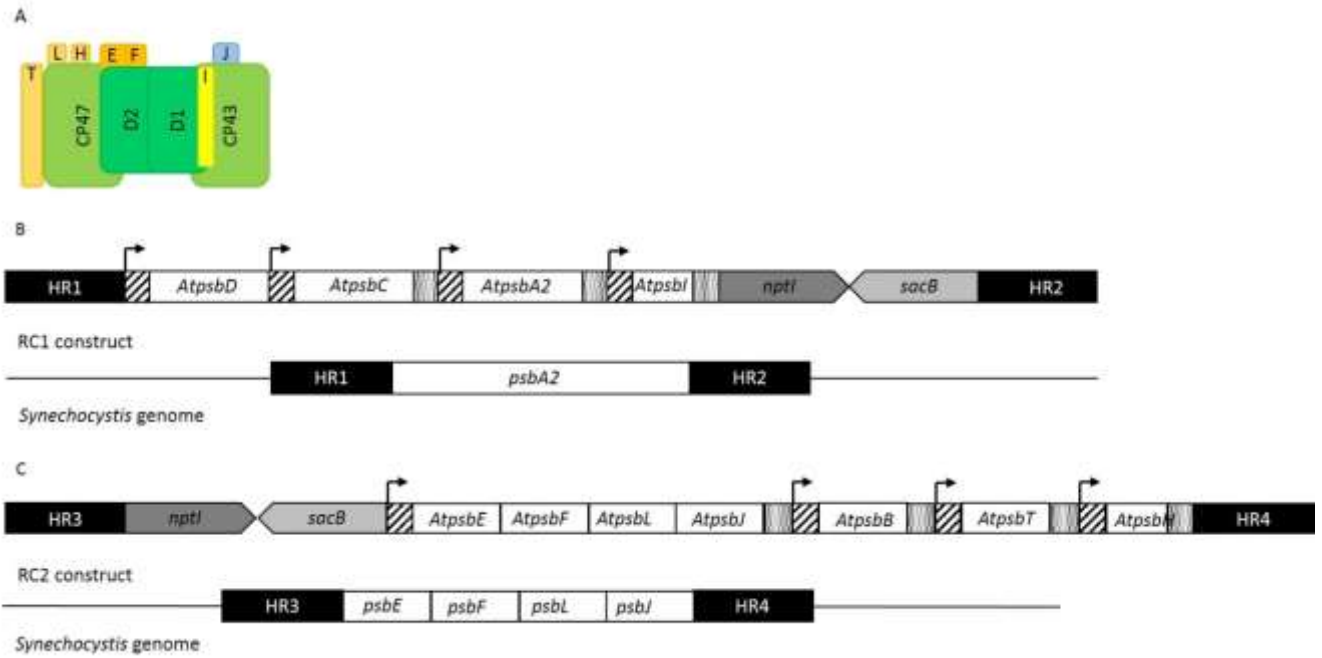 A
L H E F J
T I
CP47 D2 D1 CP43
B
HR1 AtpsbD AtpsbC AtpsbA2 AtpsbI nptI sacB HR2
RC1 construct
HR1 psbA2 HR2
Synechocystis genome
C
HR3 nptI sacB AtpsbE AtpsbF AtpsbL AtpsbJ AtpsbB AtpsbT AtpsbH HR4
RC2 construct
HR3 psbE psbF psbL psbJ HR4
Synechocystis genome